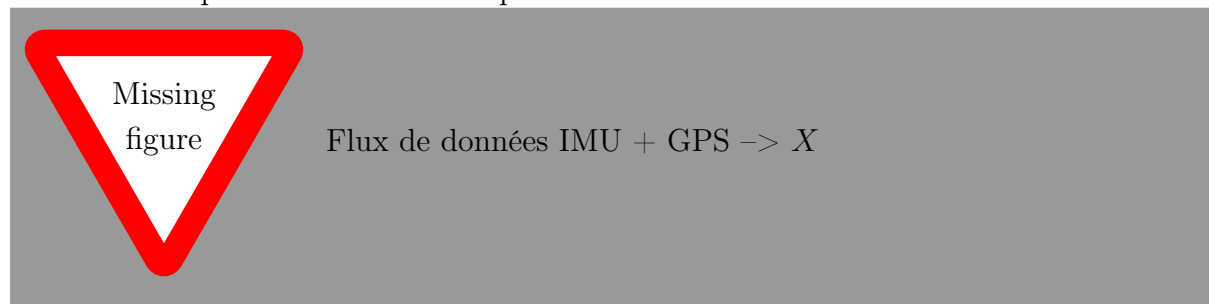 Missing
figure
Flux de données IMU + GPS –> X